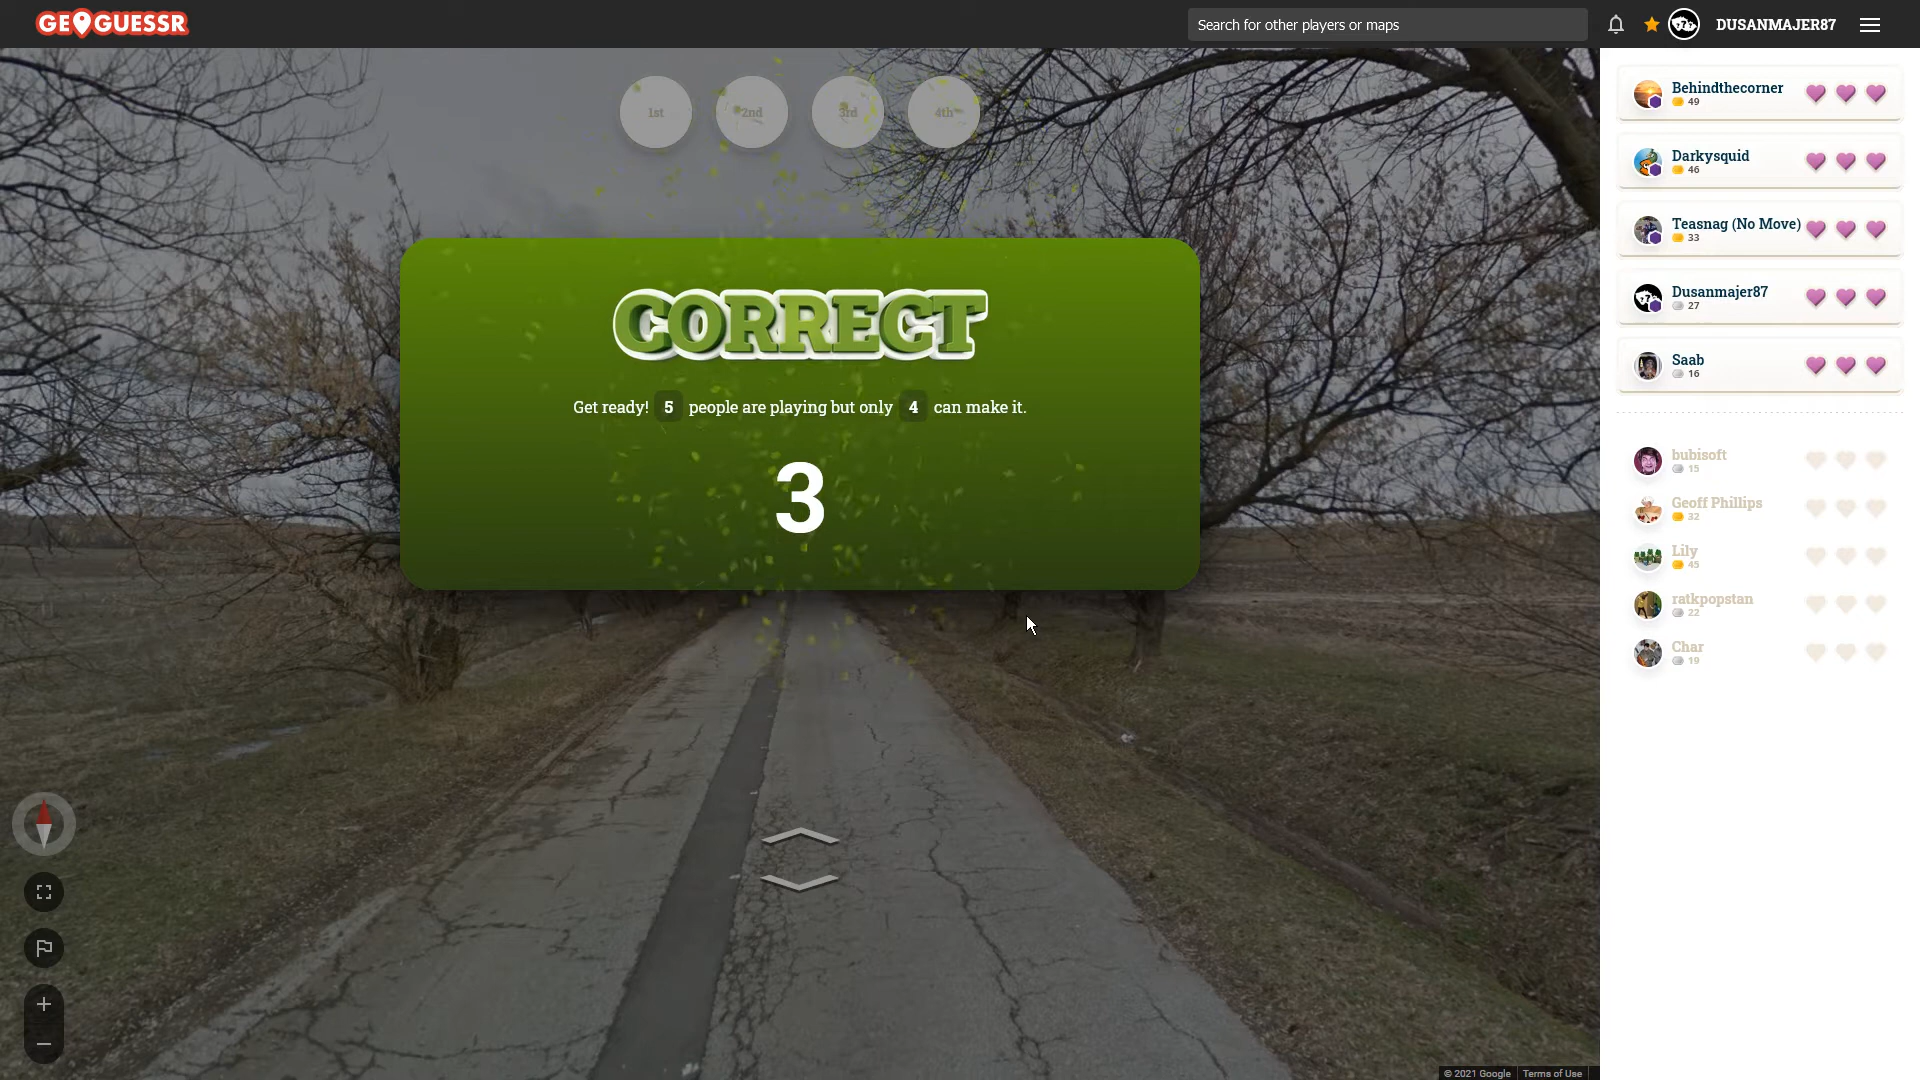 GEOGUESSR
Search for other players or maps
DUSANMAJER87
1st
2nd
3rd
4th
CORRECT
Get ready! 5 people are playing but only 4 can make it.
3
Behindthecorner
49
Darkysquid
46
Teasnag (No Move)
33
Dusanmajer87
27
Saab
16
bubisoft
15
Geoff Phillips
32
Lily
45
ratkpopstan
22
Char
19
© 2021 Google
Terms of Use